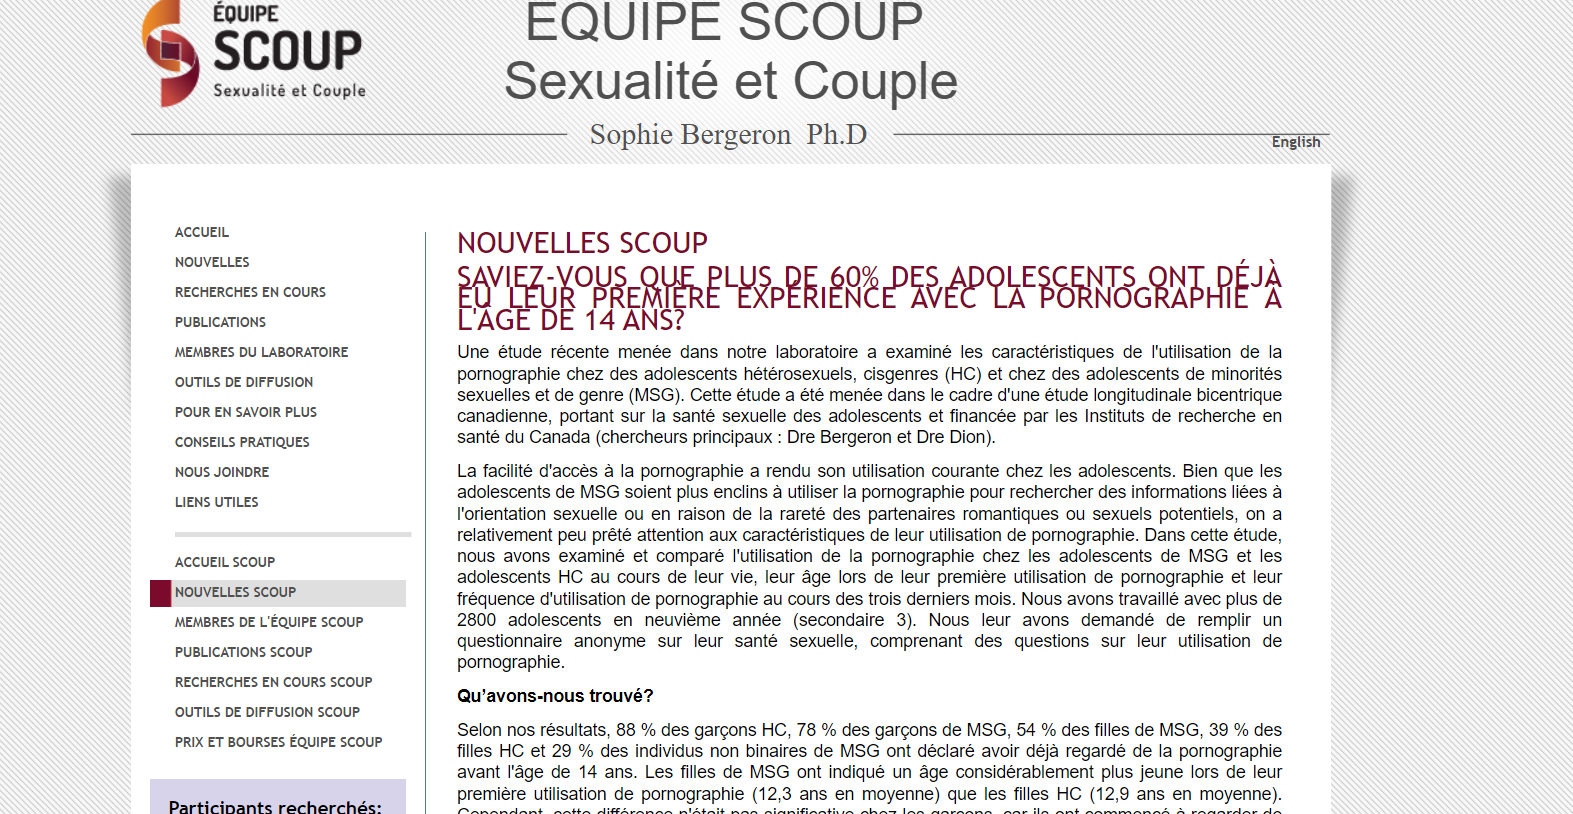 ÉQUIPE
SCOUP
Sexualité et Couple
ÉQUIPE SCOUP
Sexualité et Couple
Sophie Bergeron Ph.D
English
ACCUEIL
NOUVELLES
RECHERCHES EN COURS
PUBLICATIONS
MEMBRES DU LABORATOIRE
OUTILS DE DIFFUSION
POUR EN SAVOIR PLUS
CONSEILS PRATIQUES
NOUS JOINDRE
LIENS UTILES
ACCUEIL SCOUP
NOUVELLES SCOUP
MEMBRES DE L'ÉQUIPE SCOUP
PUBLICATIONS SCOUP
RECHERCHES EN COURS SCOUP
OUTILS DE DIFFUSION SCOUP
PRIX ET BOURSES ÉQUIPE SCOUP
Participants recherchés:
NOUVELLES SCOUP
SAVIEZ-VOUS QUE PLUS DE 60% DES ADOLESCENTS ONT DÉJÀ
EU LEUR PREMIÈRE EXPÉRIENCE AVEC LA PORNOGRAPHIE À
L'ÂGE DE 14 ANS?
Une étude récente menée dans notre laboratoire a examiné les caractéristiques de l'utilisation de la
pornographie chez des adolescents hétérosexuels, cisgenres (HC) et chez des adolescents de minorités
sexuelles et de genre (MSG). Cette étude a été menée dans le cadre d'une étude longitudinale bicentrique
canadienne, portant sur la santé sexuelle des adolescents et financée par les Instituts de recherche en
santé du Canada (chercheurs principaux : Dre Bergeron et Dre Dion).
La facilité d'accès à la pornographie a rendu son utilisation courante chez les adolescents. Bien que les
adolescents de MSG soient plus enclins à utiliser la pornographie pour rechercher des informations liées à
l'orientation sexuelle ou en raison de la rareté des partenaires romantiques ou sexuels potentiels, on a
relativement peu prêté attention aux caractéristiques de leur utilisation de pornographie. Dans cette étude,
nous avons examiné et comparé l'utilisation de la pornographie chez les adolescents de MSG et les
adolescents HC au cours de leur vie, leur âge lors de leur première utilisation de pornographie et leur
fréquence d'utilisation de pornographie au cours des trois derniers mois. Nous avons travaillé avec plus de
2800 adolescents en neuvième année (secondaire 3). Nous leur avons demandé de remplir un
questionnaire anonyme sur leur santé sexuelle, comprenant des questions sur leur utilisation de
pornographie.
Qu’avons-nous trouvé?
Selon nos résultats, 88 % des garçons HC, 78 % des garçons de MSG, 54 % des filles de MSG, 39 % des
filles HC et 29 % des individus non binaires de MSG ont déclaré avoir déjà regardé de la pornographie
avant l'âge de 14 ans. Les filles de MSG ont indiqué un âge considérablement plus jeune lors de leur
première utilisation de pornographie (12,3 ans en moyenne) que les filles HC (12,9 ans en moyenne).
Cependant, cette différence n'était pas significative chez les garçons, car ils ont commencé à regarder de